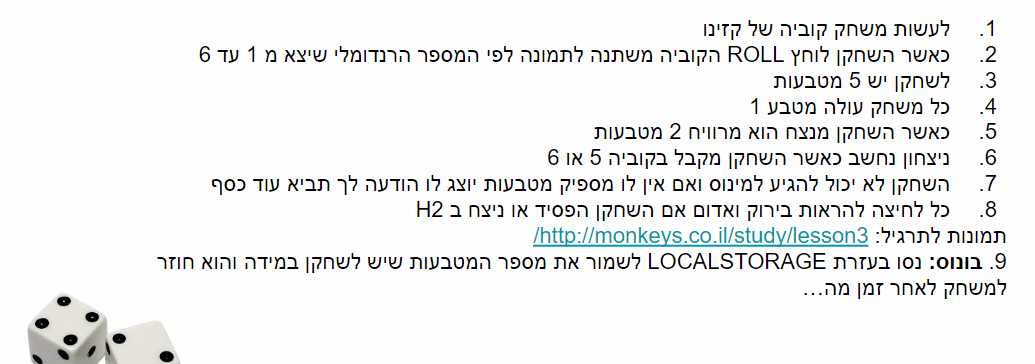 1. לעשות משחק קוביה של קזינו
2. כאשר השחקן לוחץ ROLL הקוביה משתנה לתמונה לפי המספר הרנדומלי שיצא מ 1 עד 6
3. לשחקן יש 5 מטבעות
4. כל משחק עולה מטבע 1
5. כאשר השחקן מנצח הוא מרוויח 2 מטבעות
6. ניצחון נחשב כאשר השחקן מקבל בקוביה 5 או 6
7. השחקן לא יכול להגיע למינוס ואם אין לו מספיק מטבעות יוצג לו הודעה לך תביא עוד כסף
8. כל לחיצה להראות בירוק ואדום אם השחקן הפסיד או ניצח ב H2
תמונות לתרגיל: http://monkeys.co.il/study/lesson3/
9. בונוס: נסו בעזרת LOCALSTORAGE לשמור את מספר המטבעות שיש לשחקן במידה והוא חוזר
למשחק לאחר זמן מה...